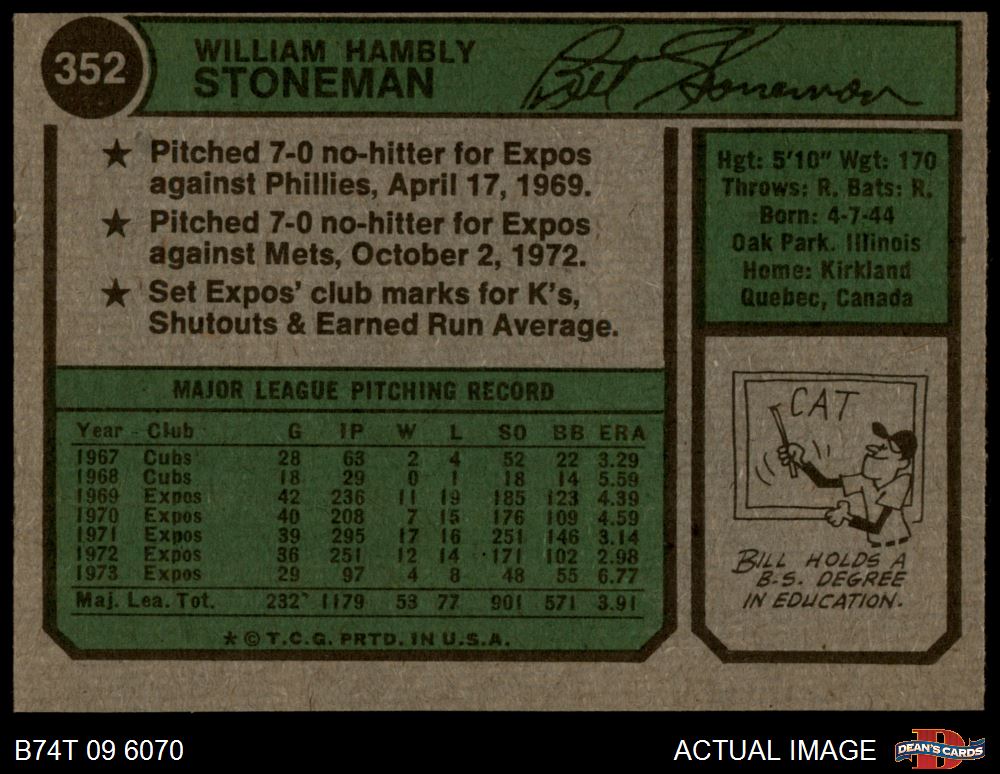 352
WILLIAM HAMBLY
STONEMAN
Bill Stoneman
★ Pitched 7-0 no-hitter for Expos
against Phillies, April 17, 1969.
★ Pitched 7-0 no-hitter for Expos
against Mets, October 2, 1972.
★ Set Expos' club marks for K's,
Shutouts & Earned Run Average.
Hgt: 5'10" Wgt: 170
Throws: R. Bats: R.
Born: 4-7-44
Oak Park. Illinois
Home: Kirkland
Quebec, Canada
MAJOR LEAGUE PITCHING RECORD
Year - Club G IP W L SO BB ERA
1967 Cubs 28 63 2 4 52 22 3.29
1968 Cubs 18 29 0 1 18 14 5.59
1969 Expos 42 236 11 19 185 123 4.39
1970 Expos 40 208 7 15 176 109 4.59
1971 Expos 39 295 17 16 251 146 3.14
1972 Expos 36 251 12 14 171 102 2.98
1973 Expos 29 97 4 8 48 55 6.77
Maj. Lea. Tot. 232 1179 53 77 901 571 3.91
★ © T.C.G. PRTD. IN U.S.A.
CAT
BILL HOLDS A
B.S. DEGREE
IN EDUCATION.
B74T 09 6070
ACTUAL IMAGE
D
DEAN'S CARDS